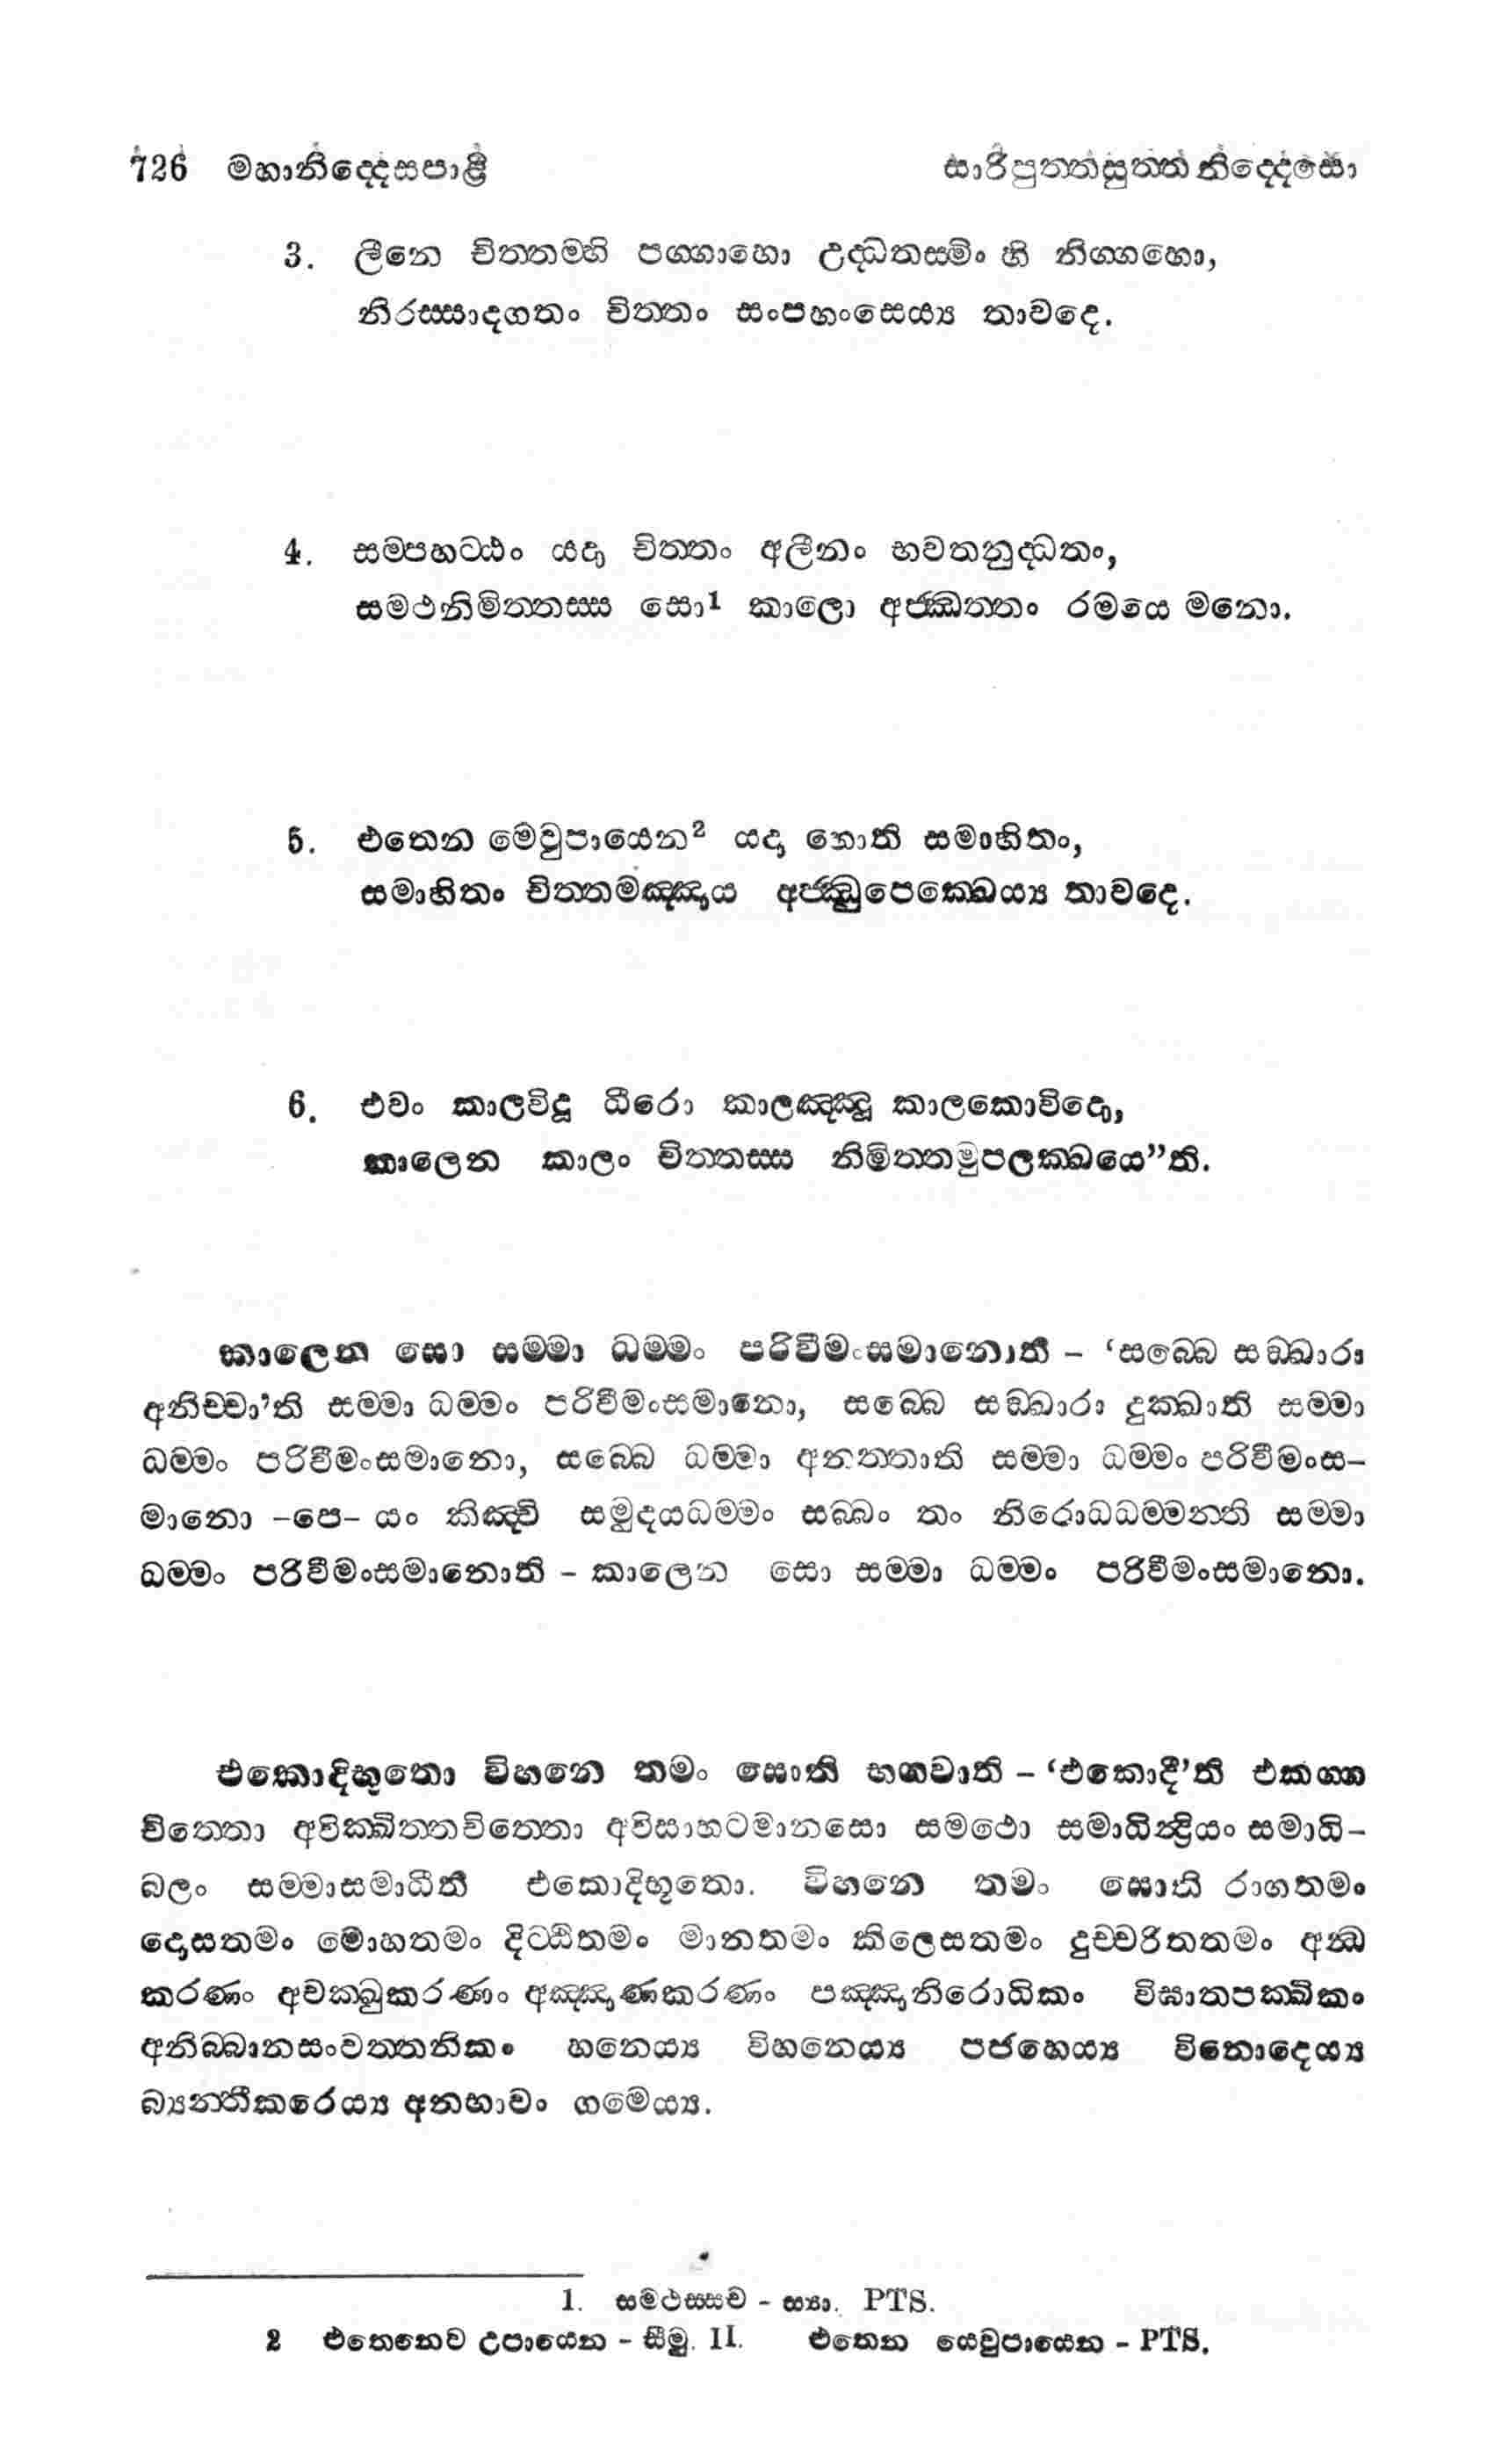 726 මහානිද්දෙසපාළි සාරිපුත්තසුත්ත නිද්දෙසො
3. ලීනෙ චිත්තම්හි පග්ගාහො උද්ධතස්මිං හි නිග්ගහො,
නිරස්සාදගතං චිත්තං සංපහංසෙය්‍ය තාවදෙ.
4. සම්පහට්ඨං යදා චිත්තං අලීනං භවතනුද්ධතං,
සමථනිමිත්තස්ස සො1 කාලො අජ්ඣත්තං රමයෙ මනො.
5. එතෙන මෙවුපායෙන2 යදා හොති සමාහිතං,
සමාහිතං චිත්තමඤ්ඤාය අජ්ඣුපෙක්ඛෙය්‍ය තාවදෙ.
6. එවං කාලවිදූ ධීරො කාලඤ්ඤූ කාලකොවිදො,
කාලෙන කාලං චිත්තස්ස නිමිත්තමුපලක්ඛයෙ”ති.
කාලෙන සො සම්මා ධම්මං පරිවීමංසමානොති – ‘සබ්බෙ සඞ්ඛාරා
අනිච්චා’ති සම්මා ධම්මං පරිවීමංසමානො, සබ්බෙ සඞ්ඛාරා දුක්ඛාති සම්මා
ධම්මං පරිවීමංසමානො, සබ්බෙ ධම්මා අනත්තාති සම්මා ධම්මං පරිවීමංස–
මානො –පෙ– යං කිඤ්චි සමුදයධම්මං සබ්බං තං නිරොධධම්මන්ති සම්මා
ධම්මං පරිවීමංසමානොති – කාලෙන සො සම්මා ධම්මං පරිවීමංසමානො.
එකොදිභූතො විහනෙ තමං සොති භගවාති – ‘එකොදී’ති එකග්ග
චිත්තො අවික්ඛිත්තචිත්තො අවිසාහටමානසො සමථො සමාධින්‍ද්‍රියං සමාධි–
බලං සම්මාසමාධීති එකොදිභූතො. විහනෙ තමං සොති රාගතමං
දොසතමං මොහතමං දිට්ඨිතමං මානතමං කිලෙසතමං දුච්චරිතතමං අන්ධ
කරණං අචක්ඛුකරණං අඤ්ඤාණකරණං පඤ්ඤානිරොධිකං විඝාතපක්ඛිකං
අනිබ්බානසංවත්තනිකං හනෙය්‍ය විහනෙය්‍ය පජහෙය්‍ය විනොදෙය්‍ය
බ්‍යන්තීකරෙය්‍ය අනභාවං ගමෙය්‍ය.
1. සමථස්සච – ස්‍යා. PTS.
2 එතෙනෙව උපායෙන – සීමු. II. එතෙන යෙවුපායෙන – PTS.